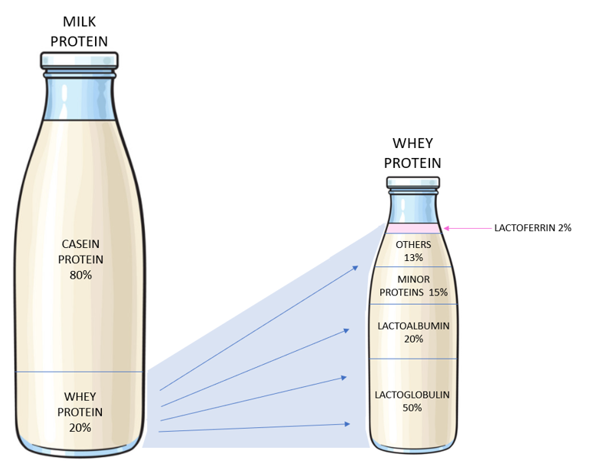 MILK
PROTEIN
CASEIN
PROTEIN
80%
WHEY
PROTEIN
20%
WHEY
PROTEIN
LACTOFERRIN 2%
OTHERS
13%
MINOR
PROTEINS 15%
LACTOALBUMIN
20%
LACTOGLOBULIN
50%